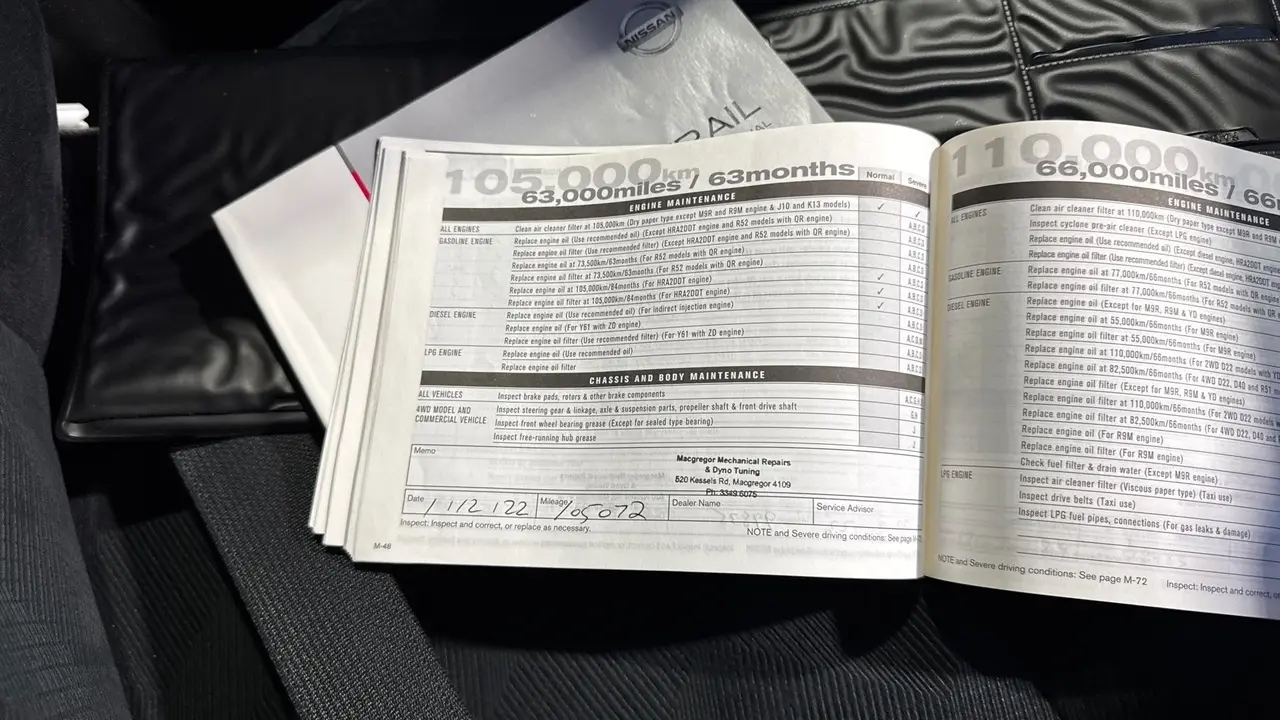 NISSAN
RAIL
105,000km
63,000miles / 63months
Normal
Severe
ENGINE MAINTENANCE
ALL ENGINES Clean air cleaner filter at 105,000km (Dry paper type except M9R and R9M engine & J10 and K13 models) ✓ ✓
GASOLINE ENGINE Replace engine oil (Use recommended oil) (Except HRA2DDT engine and R52 models with QR engine)
Replace engine oil filter (Use recommended filter) (Except HRA2DDT engine and R52 models with QR engine)
Replace engine oil at 73,500km/63months (For R52 models with QR engine)
Replace engine oil filter at 73,500km/63months (For R52 models with QR engine)
Replace engine oil at 105,000km/84months (For HRA2DDT engine) ✓
Replace engine oil filter at 105,000km/84months (For HRA2DDT engine) ✓
DIESEL ENGINE Replace engine oil (Use recommended oil) (For indirect injection engine) ✓
Replace engine oil (For Y61 with ZD engine)
Replace engine oil filter (Use recommended filter) (For Y61 with ZD engine)
LPG ENGINE Replace engine oil (Use recommended oil)
Replace engine oil filter
CHASSIS AND BODY MAINTENANCE
ALL VEHICLES Inspect brake pads, rotors & other brake components
4WD MODEL AND COMMERCIAL VEHICLE Inspect steering gear & linkage, axle & suspension parts, propeller shaft & front drive shaft
Inspect front wheel bearing grease (Except for sealed type bearing)
Inspect free-running hub grease
Memo
Macgregor Mechanical Repairs
& Dyno Tuning
520 Kessels Rd, Macgregor 4109
Ph: 3349 6075
Date 1/12/22 Mileage 105072 Dealer Name Service Advisor
Inspect: Inspect and correct, or replace as necessary.
NOTE and Severe driving conditions: See page
M-46
110,000km
66,000miles / 66
ENGINE MAINTENANCE
ALL ENGINES Clean air cleaner filter at 110,000km (Dry paper type except M9R and R9M
Inspect cyclone pre-air cleaner (Except LPG engine)
GASOLINE ENGINE Replace engine oil (Use recommended oil) (Except diesel engine, HRA2DDT
Replace engine oil filter (Use recommended filter) (Except diesel engine, HRA2DDT
Replace engine oil at 77,000km/66months (For R52 models with QR engine)
Replace engine oil filter at 77,000km/66months (For R52 models with QR
DIESEL ENGINE Replace engine oil (Except for M9R, R9M & YD engine)
Replace engine oil at 55,000km/66months (For M9R engine)
Replace engine oil filter at 55,000km/66months (For M9R engine)
Replace engine oil at 110,000km/66months (For 2WD D22 models with YD
Replace engine oil at 82,500km/66months (For 4WD D22, D40 and R51
Replace engine oil filter (Except for M9R, R9M & YD engine)
Replace engine oil filter at 110,000km/66months (For 2WD D22 models
Replace engine oil filter at 82,500km/66months (For 4WD D22, D40 and
Replace engine oil (For R9M engine)
Replace engine oil filter (For R9M engine)
Check fuel filter & drain water (Except M9R engine)
LPG ENGINE Inspect air cleaner filter (Viscous paper type) (Taxi use)
Inspect drive belts (Taxi use)
Inspect LPG fuel pipes, connections (For gas leaks & damage)
NOTE and Severe driving conditions: See page M-72 Inspect: Inspect and correct,